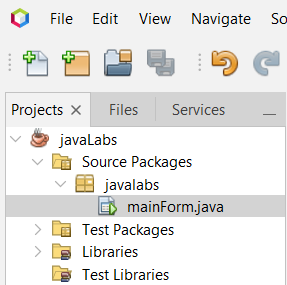 File Edit View Navigate
Projects Files Services
javaLabs
Source Packages
javalabs
mainForm.java
Test Packages
Libraries
Test Libraries